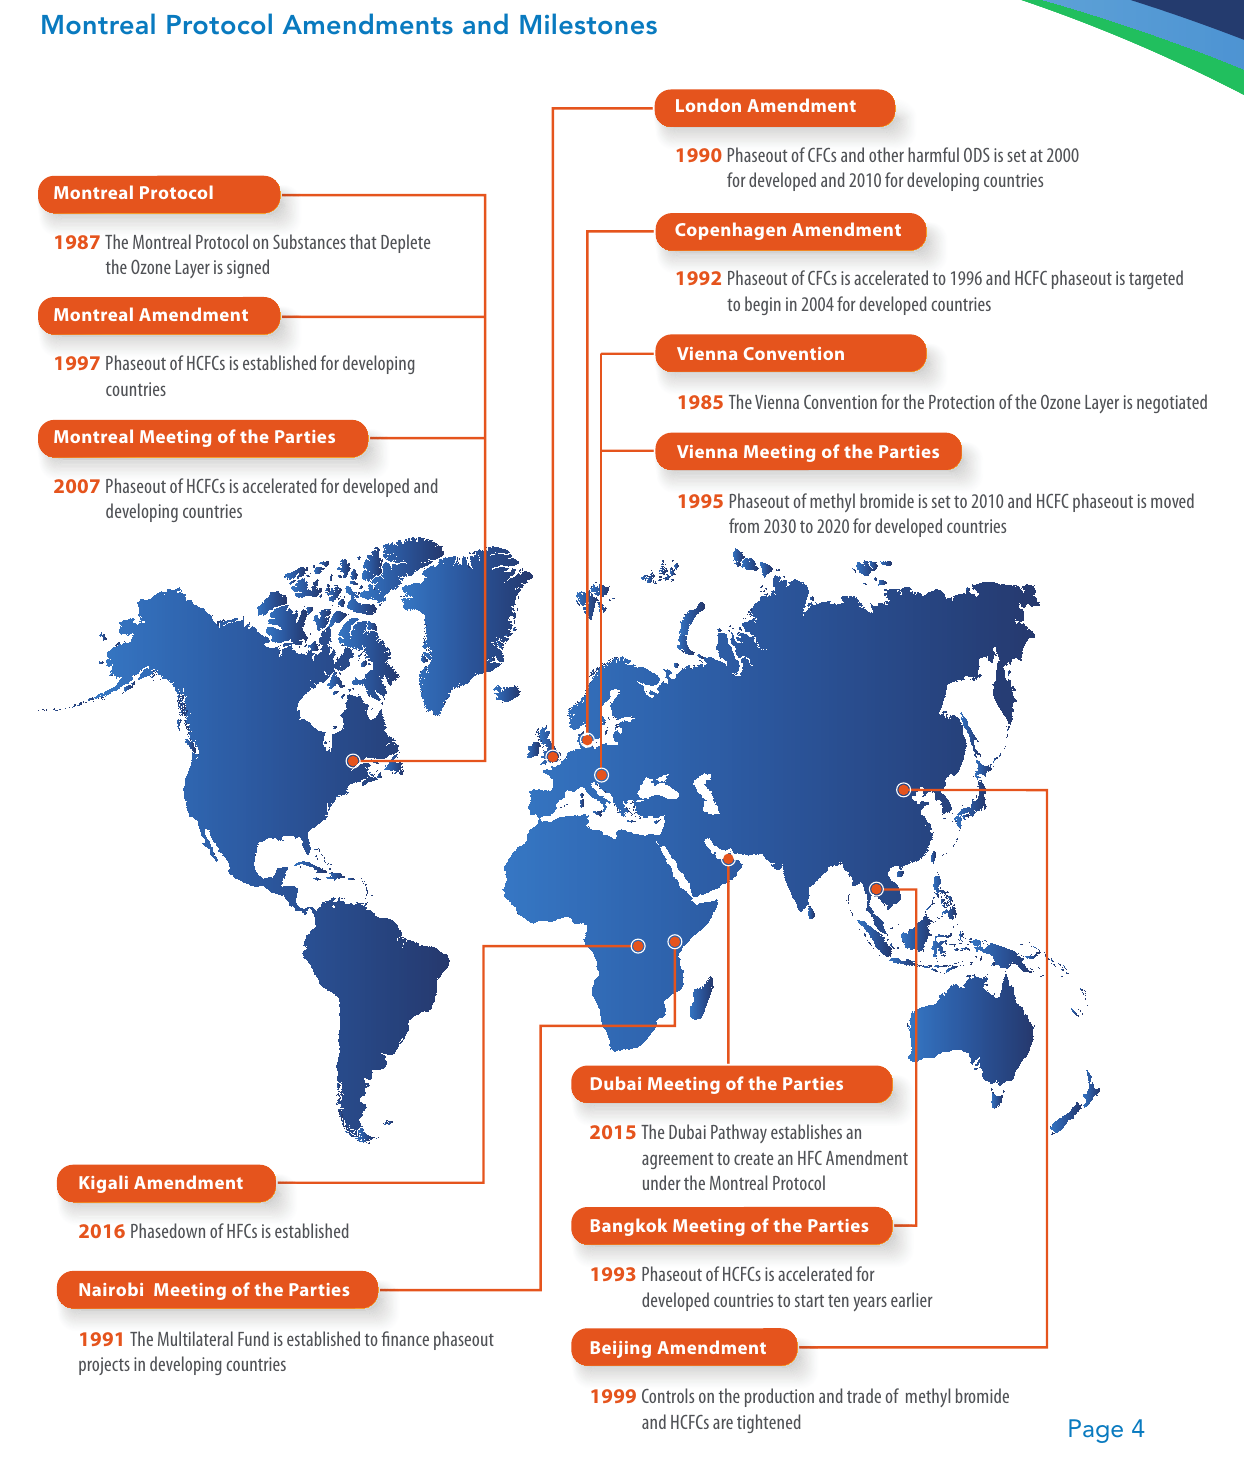 Montreal Protocol Amendments and Milestones
Montreal Protocol
1987 The Montreal Protocol on Substances that Deplete
the Ozone Layer is signed
Montreal Amendment
1997 Phaseout of HCFCs is established for developing
countries
Montreal Meeting of the Parties
2007 Phaseout of HCFCs is accelerated for developed and
developing countries
London Amendment
1990 Phaseout of CFCs and other harmful ODS is set at 2000
for developed and 2010 for developing countries
Copenhagen Amendment
1992 Phaseout of CFCs is accelerated to 1996 and HCFC phaseout is targeted
to begin in 2004 for developed countries
Vienna Convention
1985 The Vienna Convention for the Protection of the Ozone Layer is negotiated
Vienna Meeting of the Parties
1995 Phaseout of methyl bromide is set to 2010 and HCFC phaseout is moved
from 2030 to 2020 for developed countries
Kigali Amendment
2016 Phasedown of HFCs is established
Nairobi Meeting of the Parties
1991 The Multilateral Fund is established to finance phaseout
projects in developing countries
Dubai Meeting of the Parties
2015 The Dubai Pathway establishes an
agreement to create an HFC Amendment
under the Montreal Protocol
Bangkok Meeting of the Parties
1993 Phaseout of HCFCs is accelerated for
developed countries to start ten years earlier
Beijing Amendment
1999 Controls on the production and trade of methyl bromide
and HCFCs are tightened
Page 4